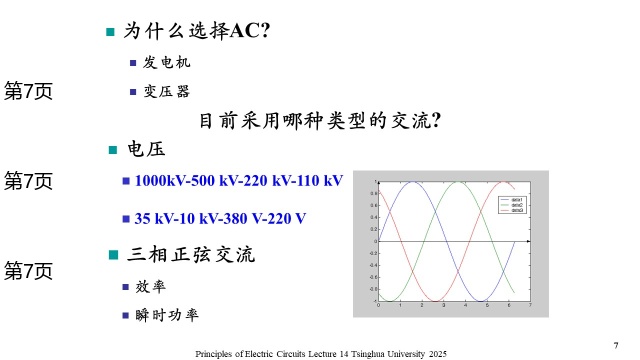 为什么选择AC?
发电机
第7页
变压器
目前采用哪种类型的交流?
电压
第7页
1000kV-500 kV-220 kV-110 kV
35 kV-10 kV-380 V-220 V
三相正弦交流
第7页
效率
瞬时功率
data1
data2
data3
1
0.8
0.6
0.4
0.2
0
-0.2
-0.4
-0.6
-0.8
-1
0 1 2 3 4 5 6 7
7
Principles of Electric Circuits Lecture 14 Tsinghua University 2025